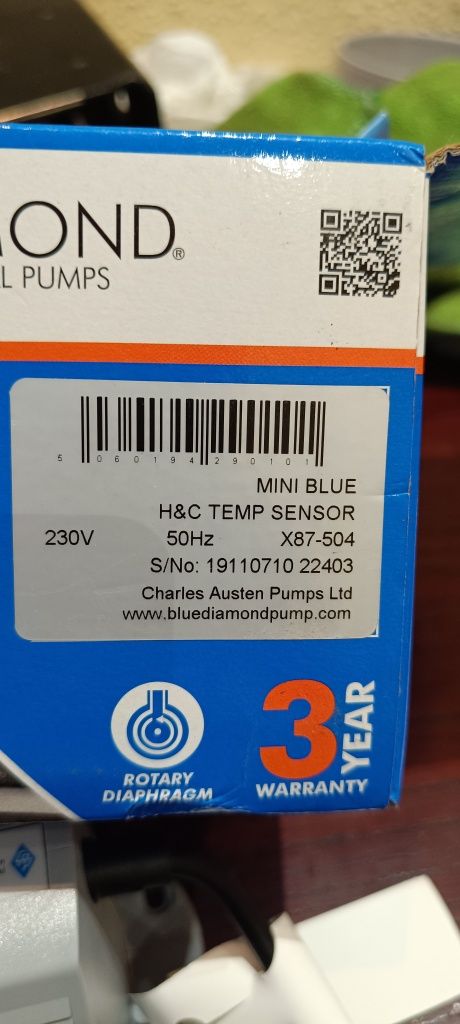 MOND®
L PUMPS
5 060194 290101
MINI BLUE
H&C TEMP SENSOR
230V 50Hz X87-504
S/No: 19110710 22403
Charles Austen Pumps Ltd
www.bluediamondpump.com
ROTARY
DIAPHRAGM
3 YEAR
WARRANTY